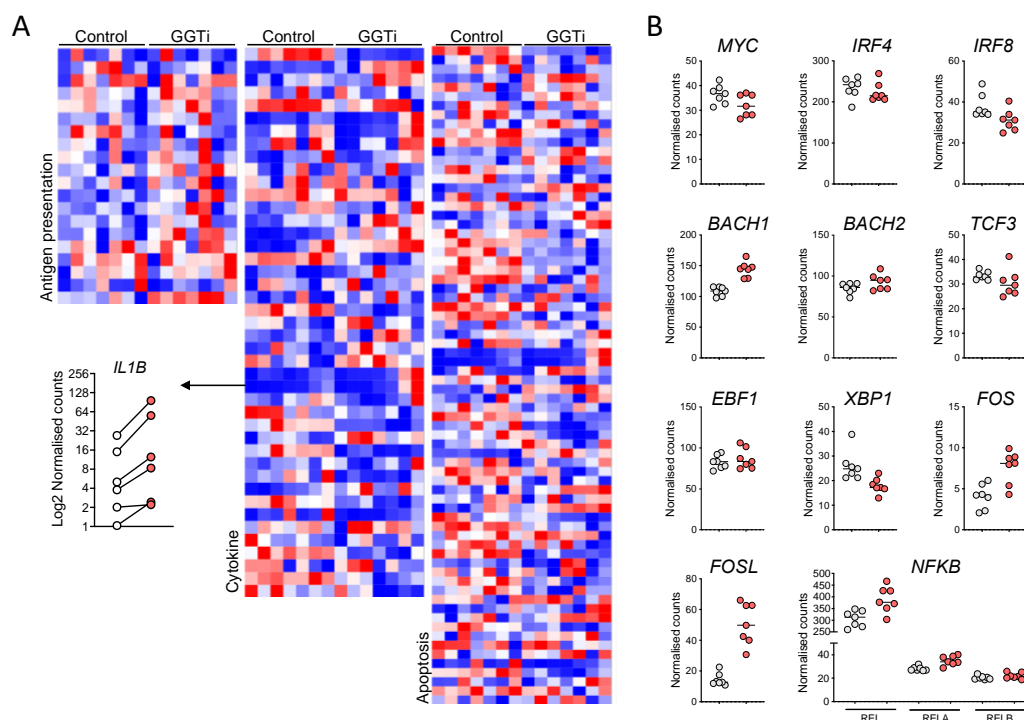 A
Control GGTi
Control GGTi
Control GGTi
Antigen presentation
Cytokine
Apoptosis
IL1B
Log2 Normalised counts
256
128
64
32
16
8
4
2
1
B
MYC
Normalised counts
50
40
30
20
10
0
IRF4
Normalised counts
300
200
100
0
IRF8
Normalised counts
60
40
20
0
BACH1
Normalised counts
200
150
100
50
0
BACH2
Normalised counts
150
100
50
0
TCF3
Normalised counts
50
40
30
20
10
0
EBF1
Normalised counts
150
100
50
0
XBP1
Normalised counts
50
40
30
20
10
0
FOS
Normalised counts
15
10
5
0
FOSL
Normalised counts
80
60
40
20
0
NFKB
Normalised counts
500
450
400
350
300
250
40
20
0
REL RELA RELB